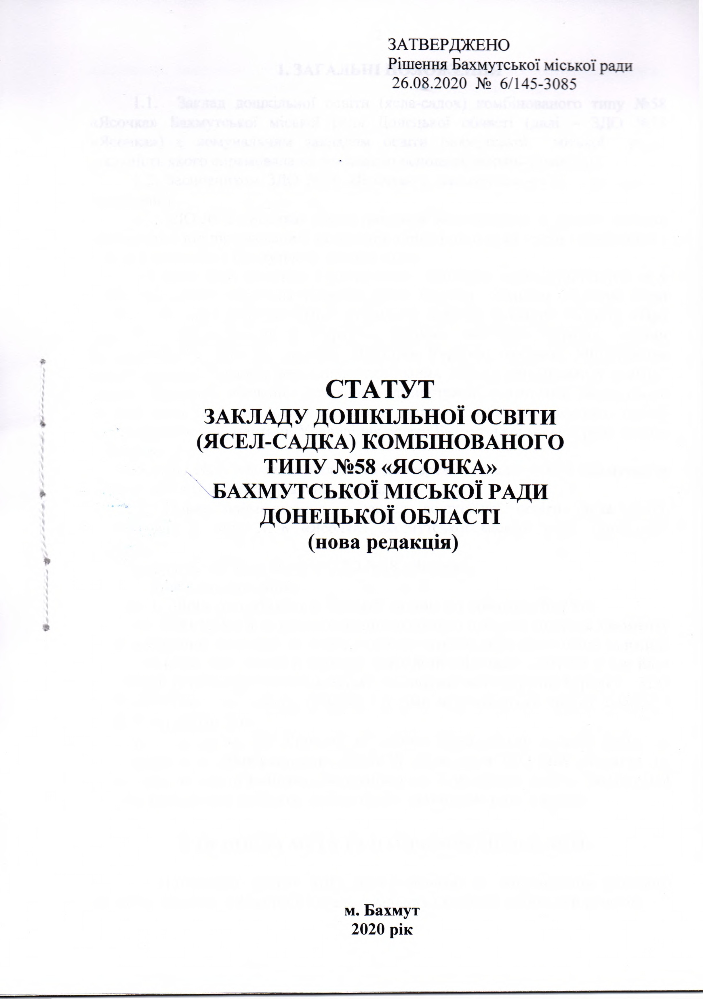 ЗАТВЕРДЖЕНО
Рішення Бахмутської міської ради
26.08.2020 № 6/145-3085
СТАТУТ
ЗАКЛАДУ ДОШКІЛЬНОЇ ОСВІТИ
(ЯСЕЛ-САДКА) КОМБІНОВАНОГО
ТИПУ №58 «ЯСОЧКА»
БАХМУТСЬКОЇ МІСЬКОЇ РАДИ
ДОНЕЦЬКОЇ ОБЛАСТІ
(нова редакція)
м. Бахмут
2020 рік